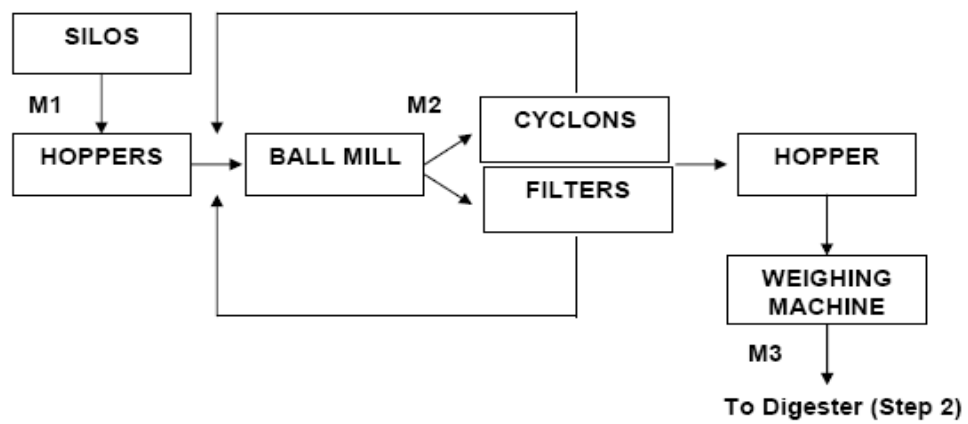 SILOS
M1
HOPPERS
BALL MILL
M2
CYCLONS
FILTERS
HOPPER
WEIGHING
MACHINE
M3
To Digester (Step 2)